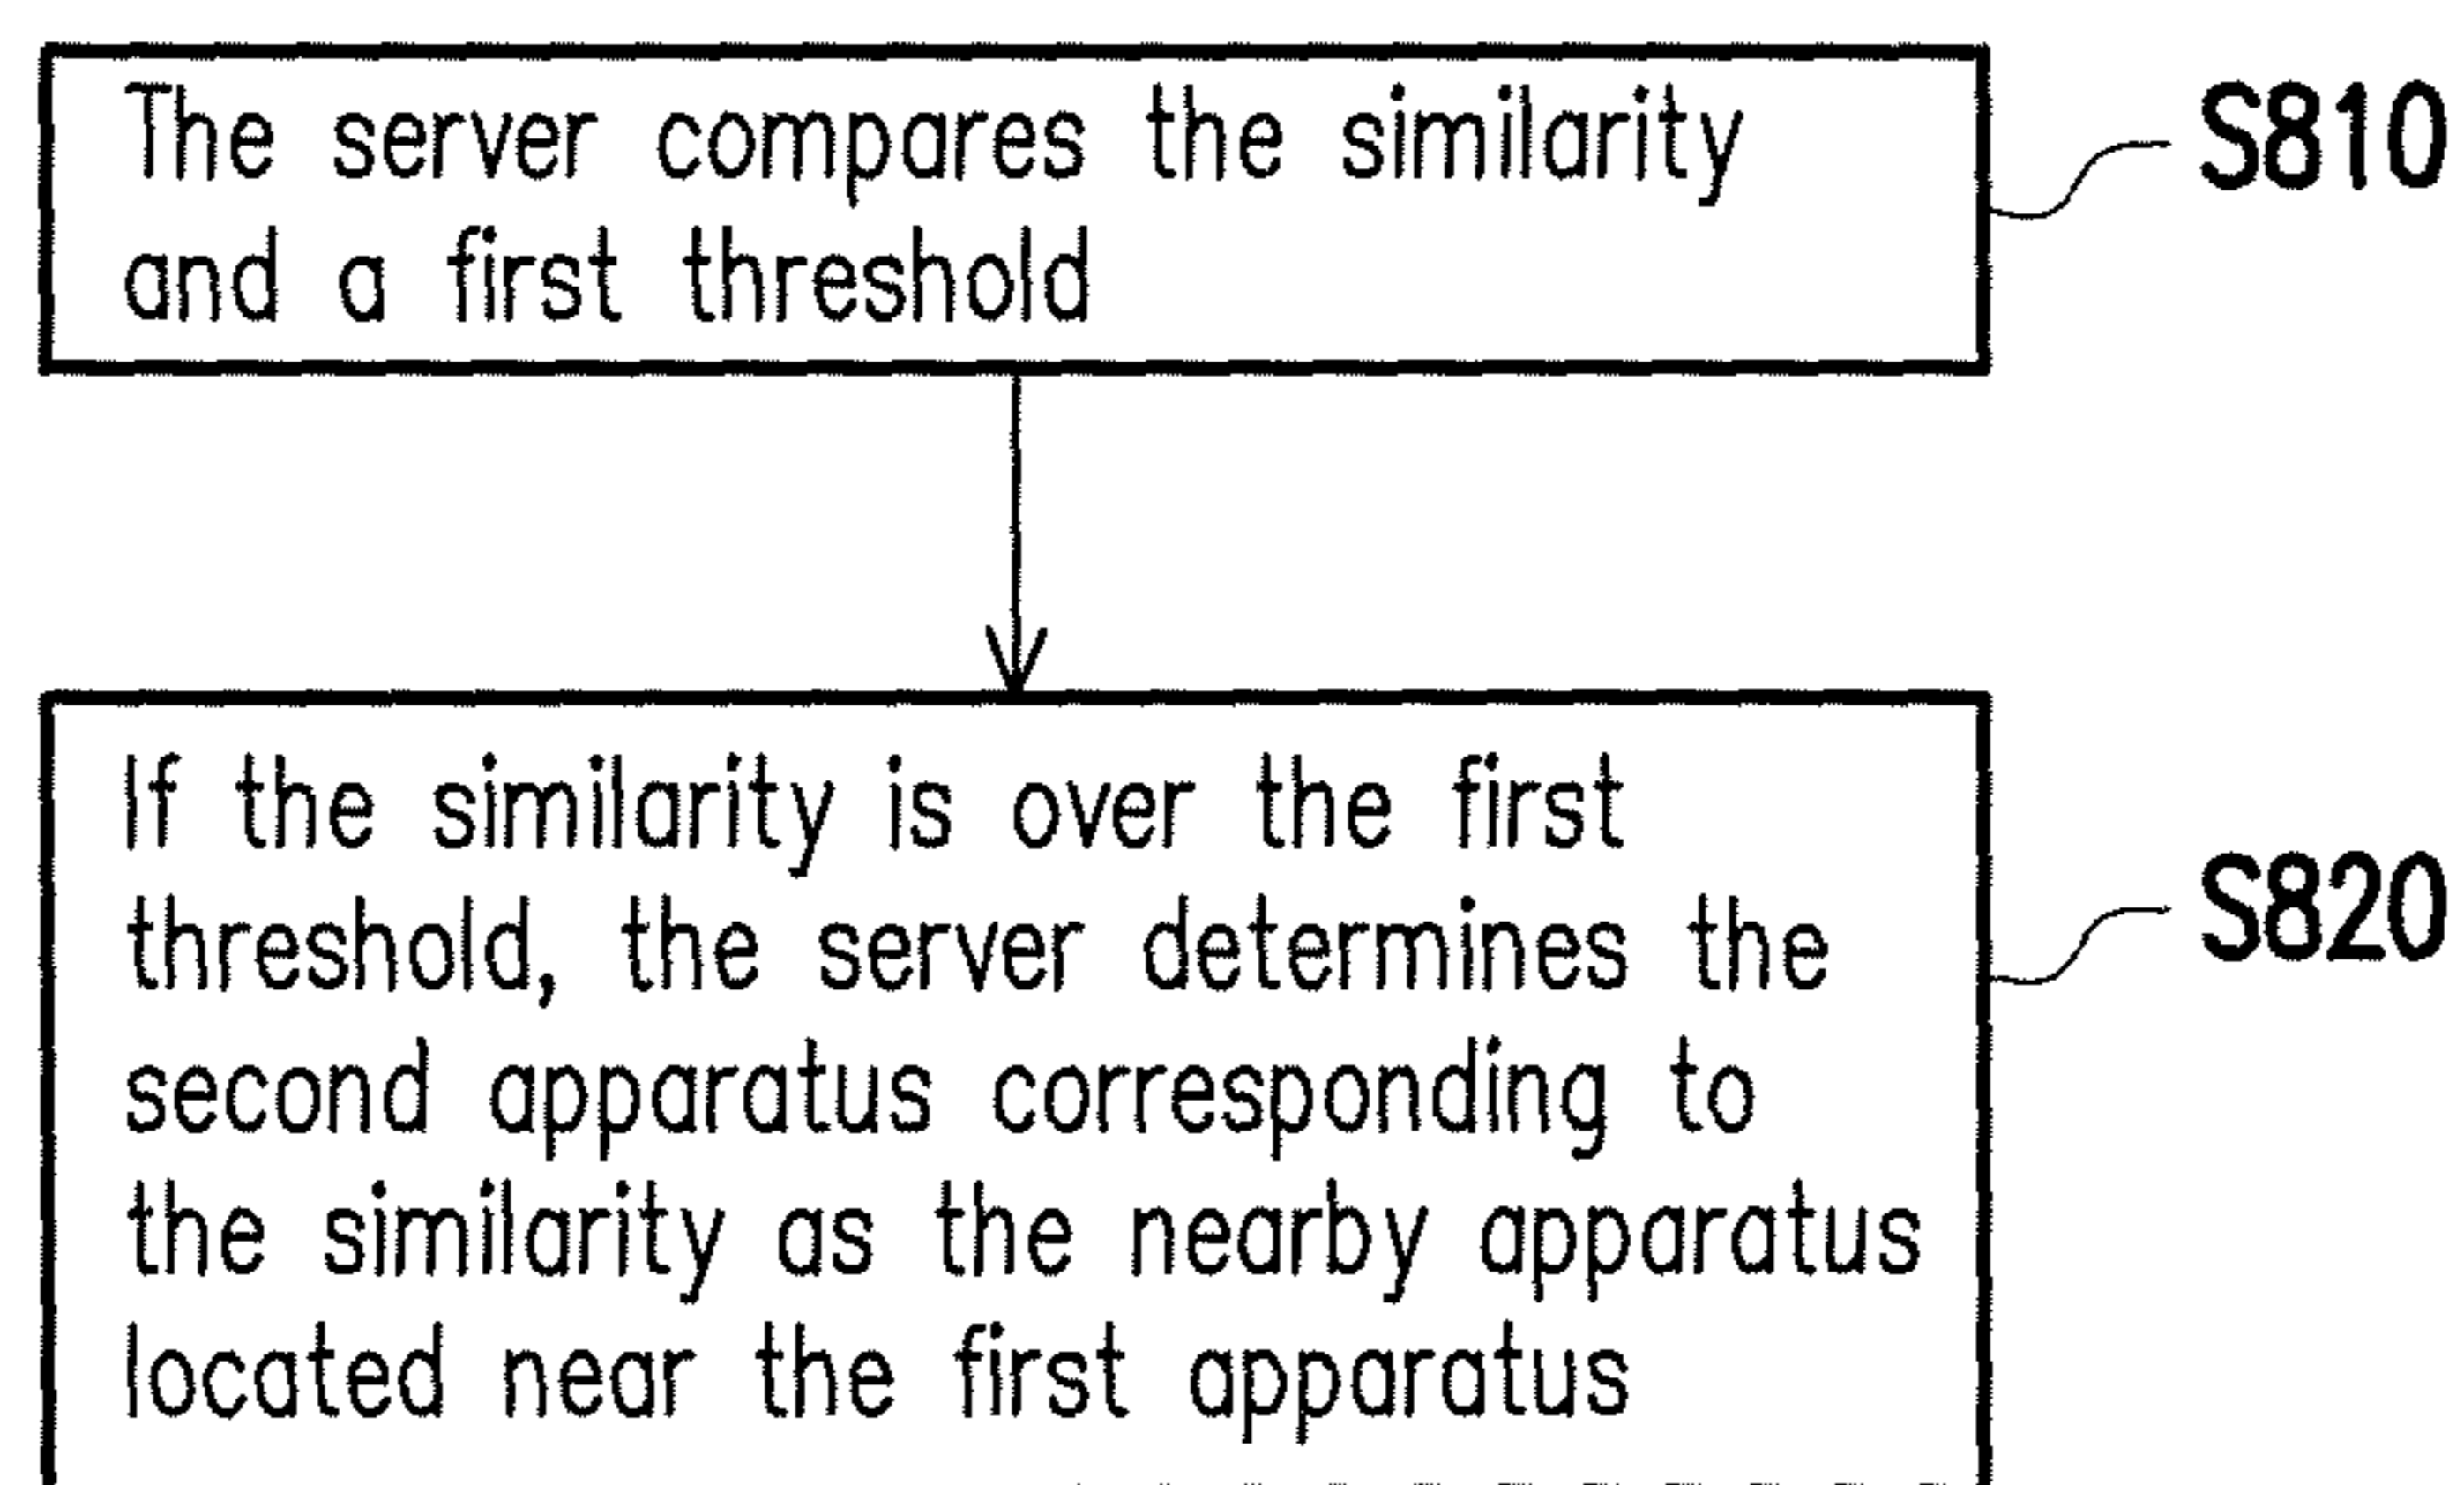 The server compares the similarity
and a first threshold
S810
If the similarity is over the first
threshold, the server determines the
second apparatus corresponding to
the similarity as the nearby apparatus
located near the first apparatus
S820